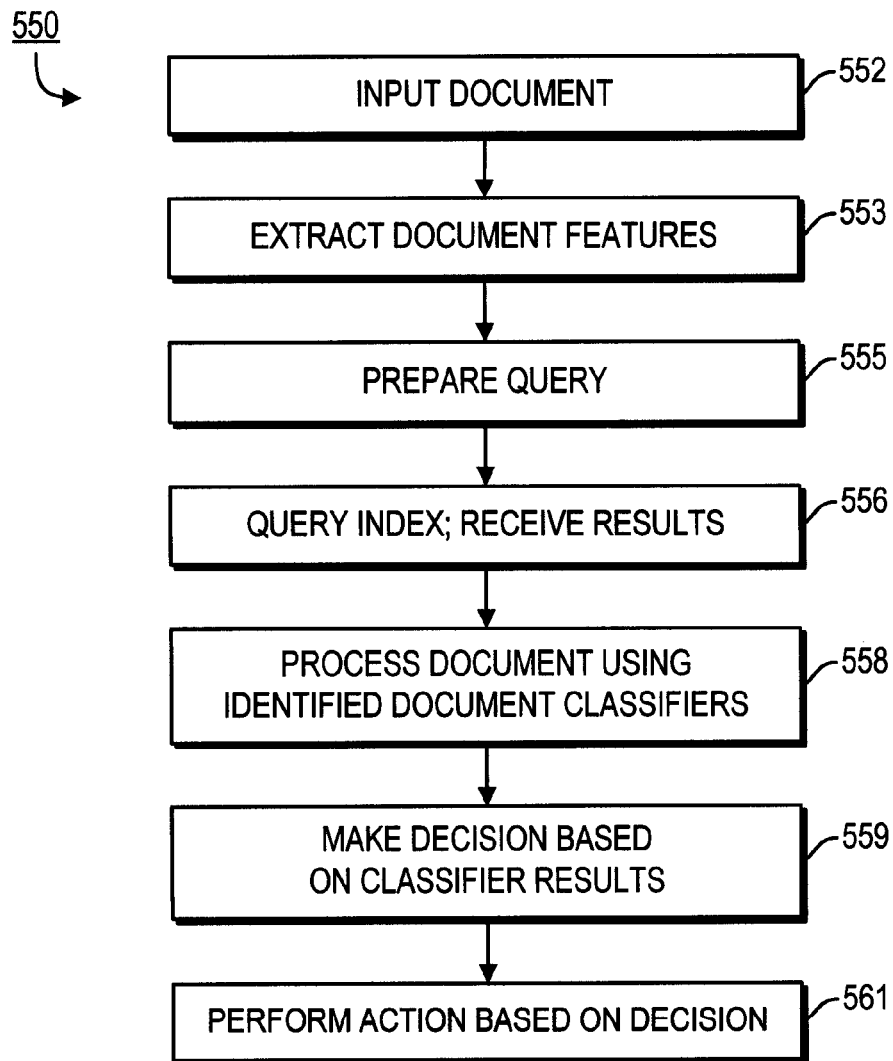 550
INPUT DOCUMENT
552
EXTRACT DOCUMENT FEATURES
553
PREPARE QUERY
555
QUERY INDEX; RECEIVE RESULTS
556
PROCESS DOCUMENT USING
IDENTIFIED DOCUMENT CLASSIFIERS
558
MAKE DECISION BASED
ON CLASSIFIER RESULTS
559
PERFORM ACTION BASED ON DECISION
561